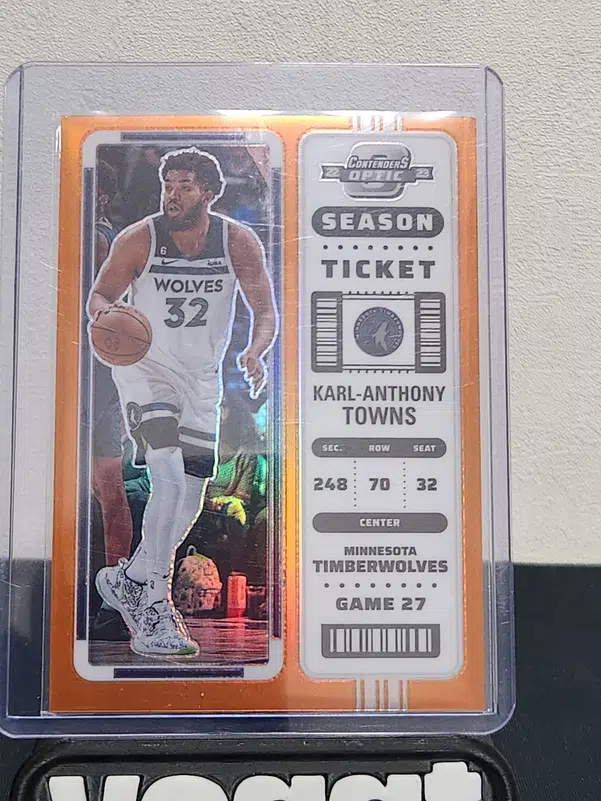 CONTENDERS
22 OPTIC 23
SEASON
TICKET
KARL-ANTHONY
TOWNS
SEC. ROW SEAT
248 70 32
CENTER
MINNESOTA
TIMBERWOLVES
GAME 27
6
WOLVES
32